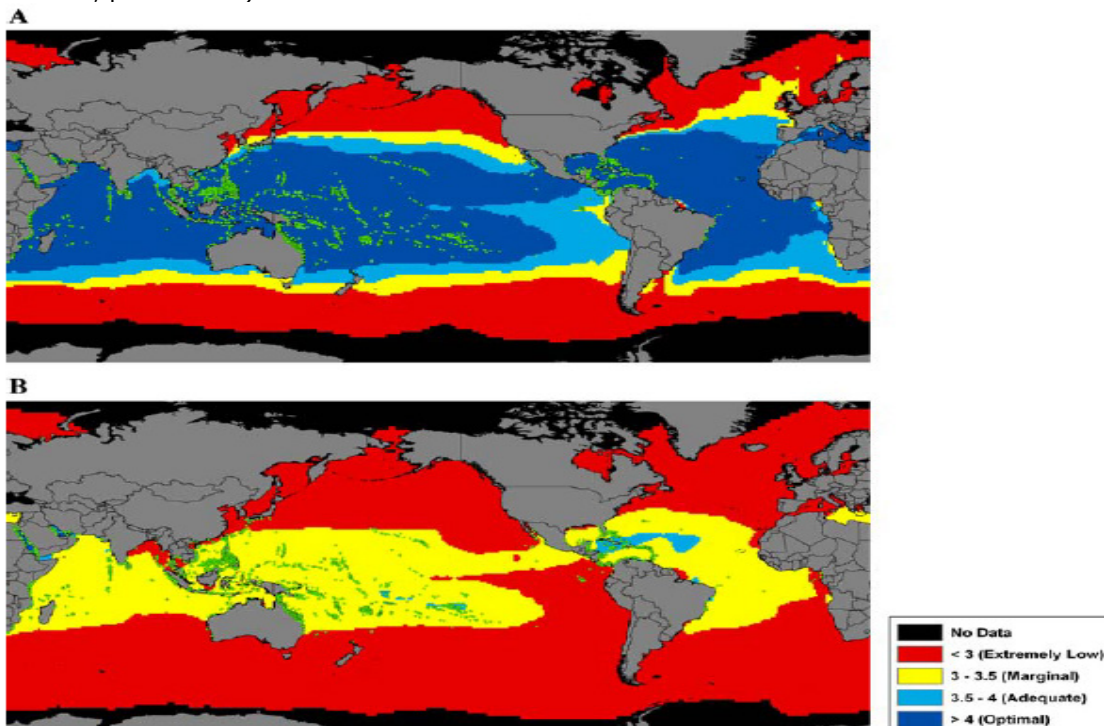 A
B
No Data
< 3 (Extremely Low)
3 - 3.5 (Marginal)
3.5 - 4 (Adequate)
> 4 (Optimal)